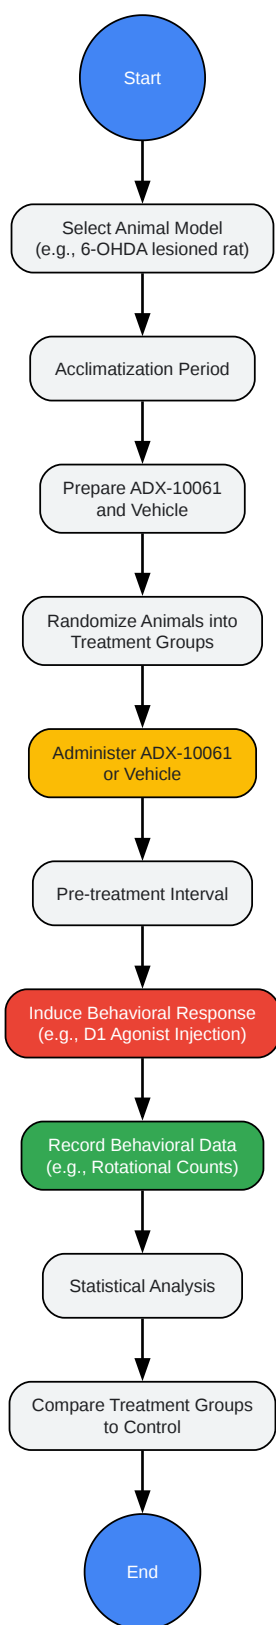 Start
Select Animal Model
(e.g., 6-OHDA lesioned rat)
Acclimatization Period
Prepare ADX-10061
and Vehicle
Randomize Animals into
Treatment Groups
Administer ADX-10061
or Vehicle
Pre-treatment Interval
Induce Behavioral Response
(e.g., D1 Agonist Injection)
Record Behavioral Data
(e.g., Rotational Counts)
Statistical Analysis
Compare Treatment Groups
to Control
End